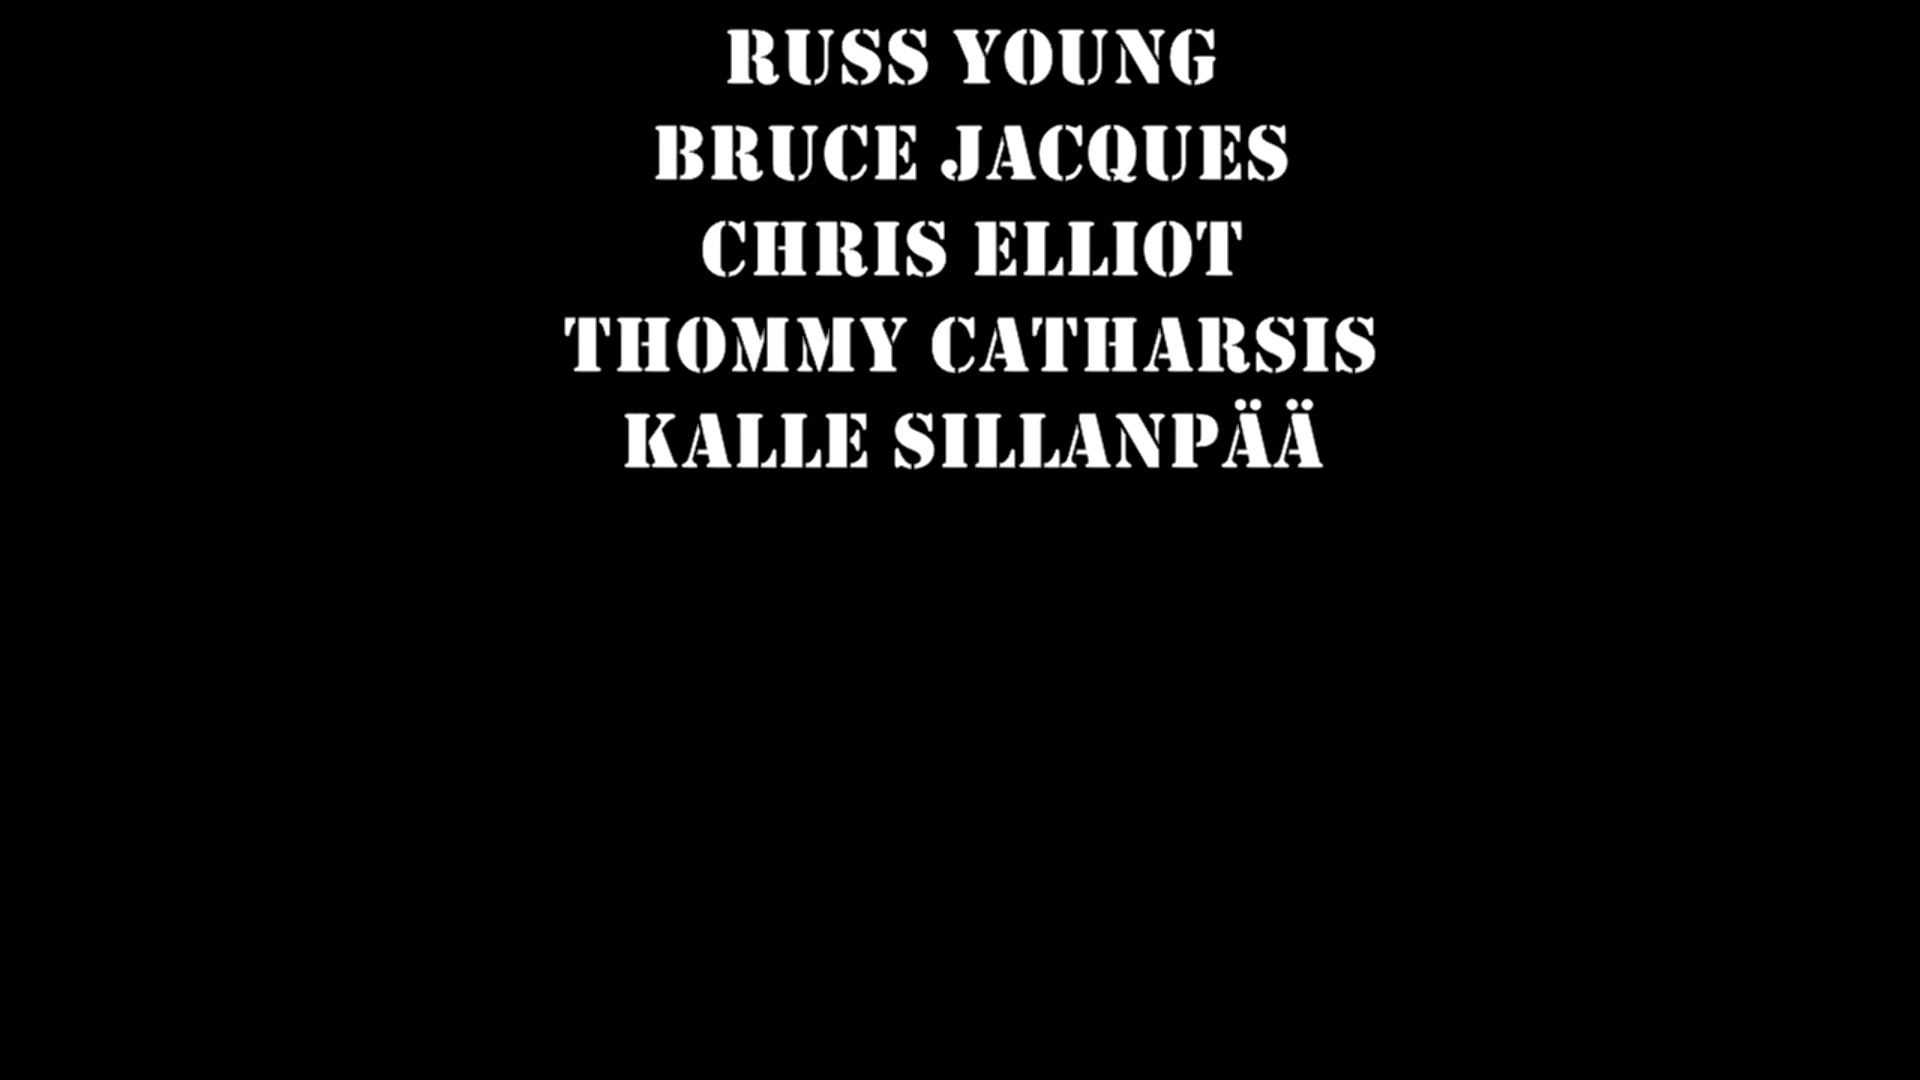 RUSS YOUNG
BRUCE JACQUES
CHRIS ELLIOT
THOMMY CATHARSIS
KALLE SILLANPÄÄ